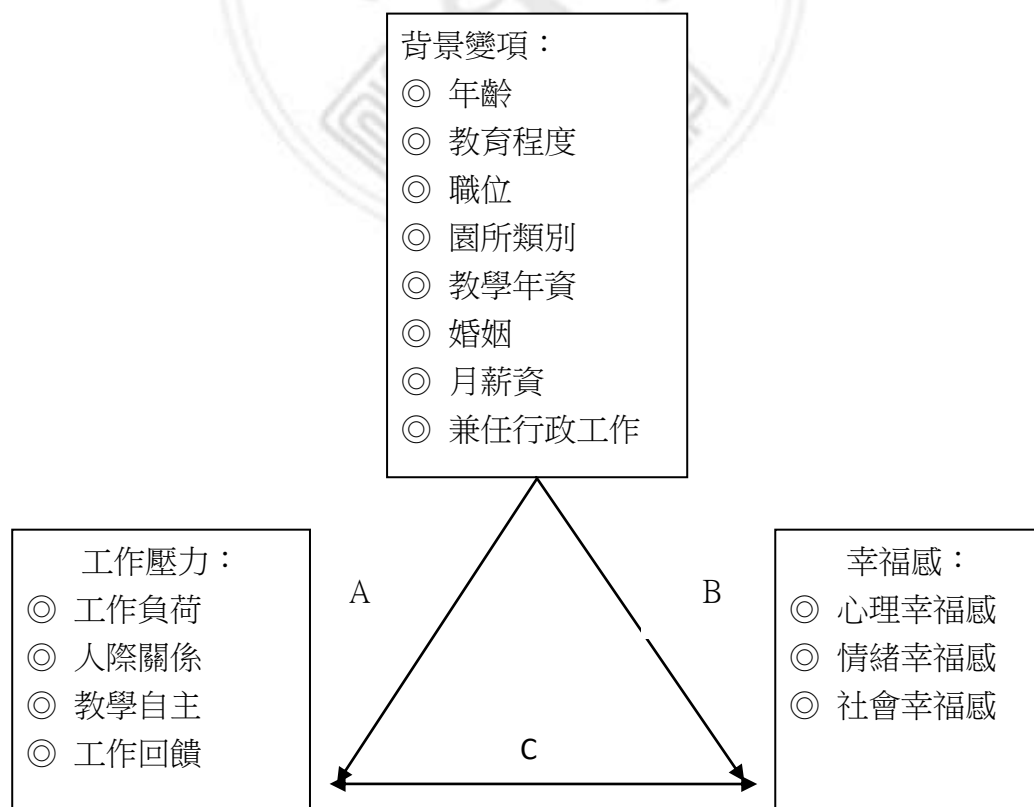 背景變項：
◎ 年齡
◎ 教育程度
◎ 職位
◎ 園所類別
◎ 教學年資
◎ 婚姻
◎ 月薪資
◎ 兼任行政工作
工作壓力：
◎ 工作負荷
◎ 人際關係
◎ 教學自主
◎ 工作回饋
A
B
C
幸福感：
◎ 心理幸福感
◎ 情緒幸福感
◎ 社會幸福感